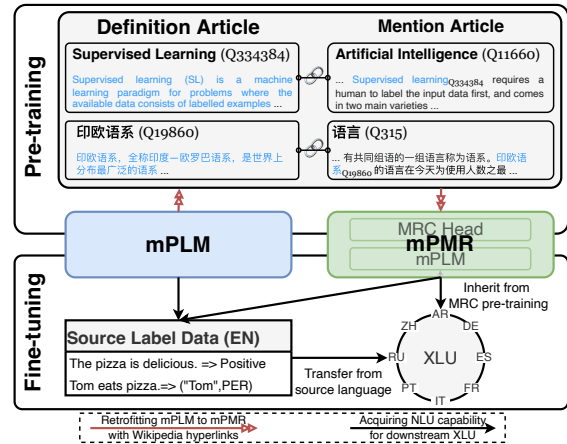 Definition Article
Mention Article
Pre-training
Supervised Learning (Q334384)
Supervised learning (SL) is a machine
learning paradigm for problems where the
available data consists of labelled examples ...
Artificial Intelligence (Q11660)
... Supervised learningQ334384 requires a
human to label the input data first, and comes
in two main varieties ...
印欧语系 (Q19860)
印欧语系，全称印度一欧罗巴语系，是世界上
分布最广泛的语系 ...
语言 (Q315)
... 有共同祖语的一组语言称为语系。印欧语
系Q19860的语言在今天为使用人数之最 ...
mPLM
MRC Head
mPMR
mPLM
Fine-tuning
Inherit from
MRC pre-training
Source Label Data (EN)
The pizza is delicious. => Positive
Tom eats pizza.=> ("Tom",PER)
Transfer from
source language
XLU
AR
DE
ES
FR
IT
PT
RU
ZH
Retrofitting mPLM to mPMR
with Wikipedia hyperlinks
Acquiring NLU capability
for downstream XLU